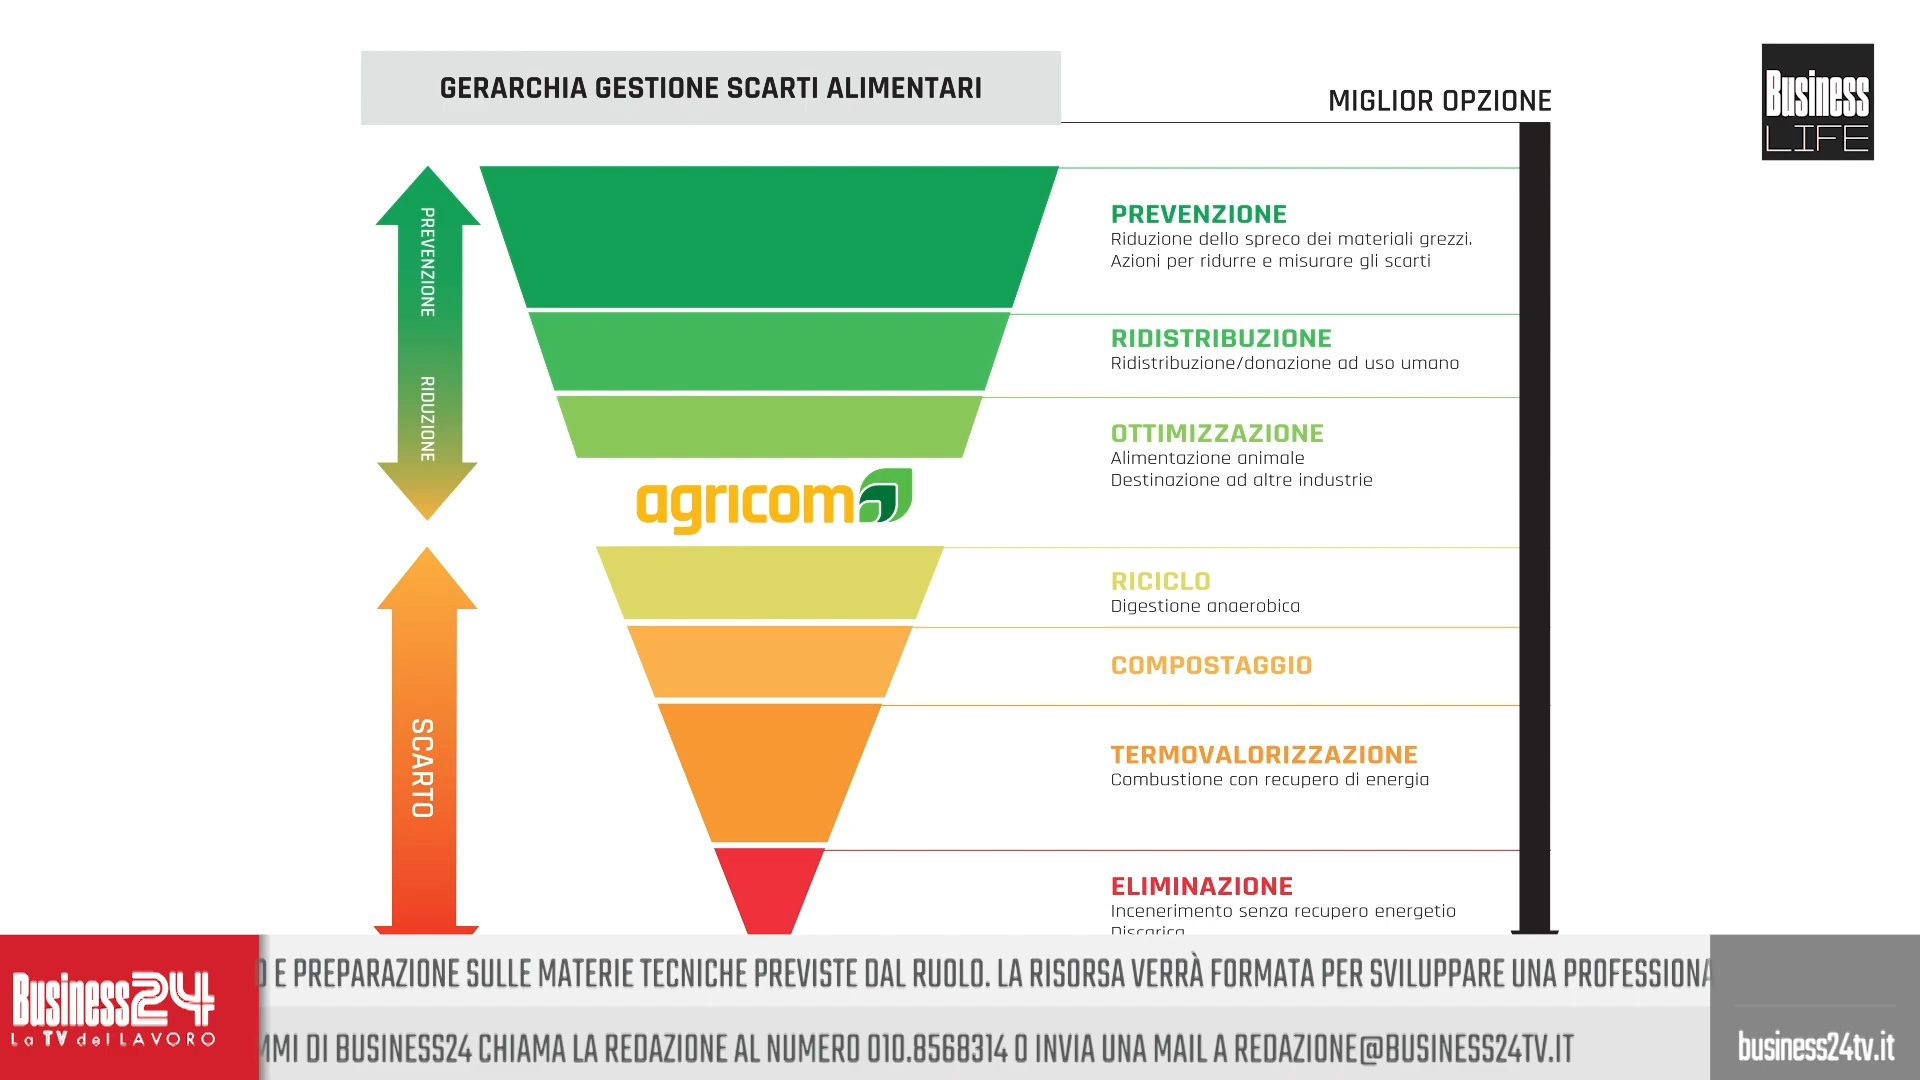 GERARCHIA GESTIONE SCARTI ALIMENTARI
MIGLIOR OPZIONE
Business
LIFE
PREVENZIONE
RIDUZIONE
PREVENZIONE
Riduzione dello spreco dei materiali grezzi.
Azioni per ridurre e misurare gli scarti
RIDISTRIBUZIONE
Ridistribuzione/donazione ad uso umano
OTTIMIZZAZIONE
Alimentazione animale
Destinazione ad altre industrie
agricom
RICICLO
Digestione anaerobica
COMPOSTAGGIO
SCARTO
TERMOVALORIZZAZIONE
Combustione con recupero di energia
ELIMINAZIONE
Incenerimento senza recupero energetio
Discarica
E PREPARAZIONE SULLE MATERIE TECNICHE PREVISTE DAL RUOLO. LA RISORSA VERRÀ FORMATA PER SVILUPPARE UNA PROFESSIONA
Business24
La TV del LAVORO
MMI DI BUSINESS24 CHIAMA LA REDAZIONE AL NUMERO 010.8568314 O INVIA UNA MAIL A REDAZIONE@BUSINESS24TV.IT
business24tv.it